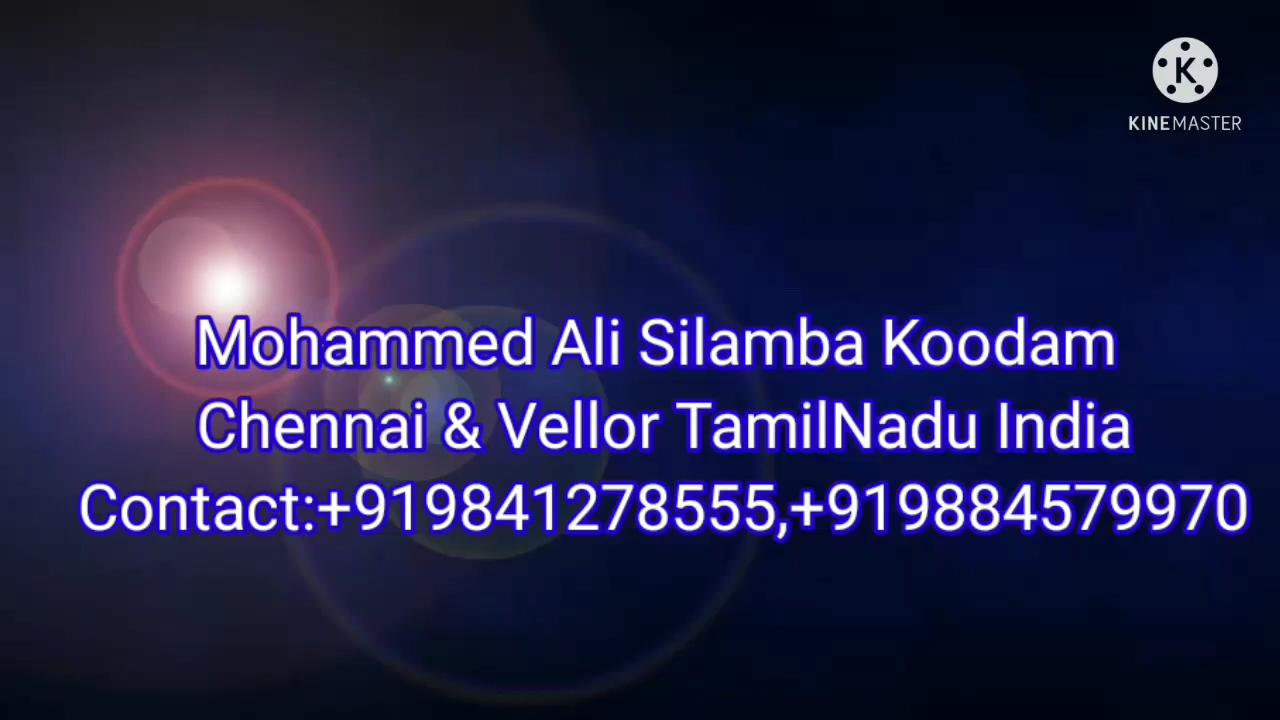 K
KINEMASTER
Mohammed Ali Silamba Koodam
Chennai & Vellor TamilNadu India
Contact:+919841278555,+919884579970